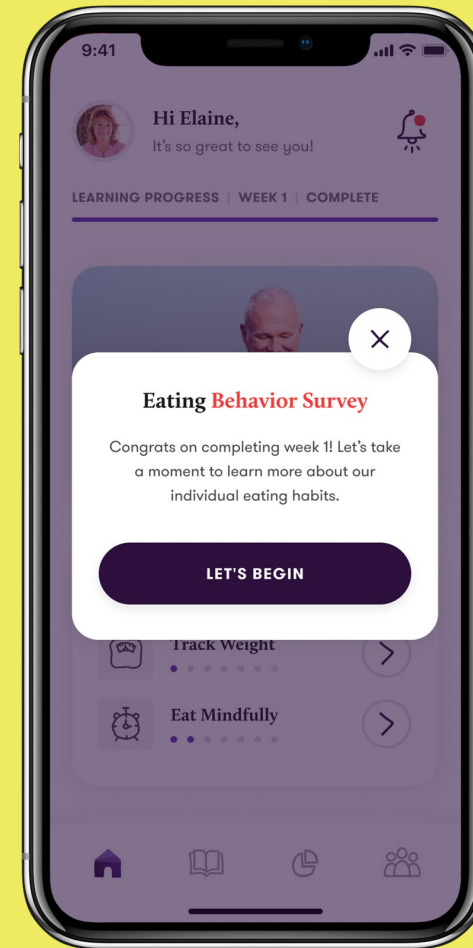 9:41
Hi Elaine,
It's so great to see you!
LEARNING PROGRESS | WEEK 1 | COMPLETE
Eating Behavior Survey
Congrats on completing week 1! Let's take
a moment to learn more about our
individual eating habits.
LET'S BEGIN
Track Weight
Eat Mindfully